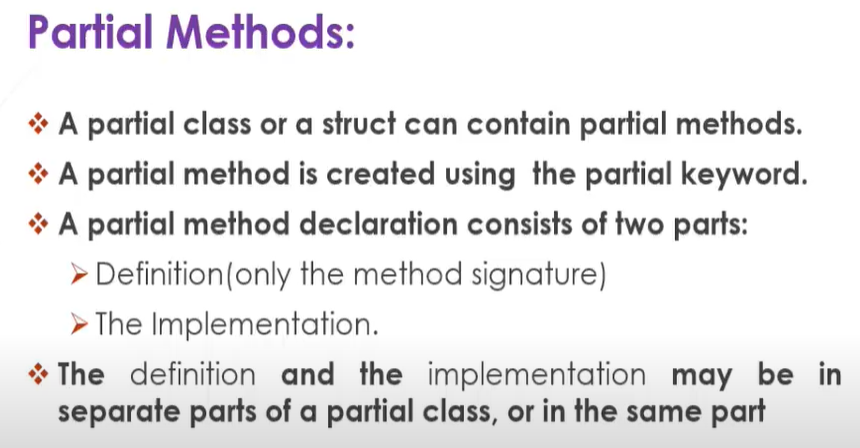 Partial Methods:
A partial class or a struct can contain partial methods.
A partial method is created using the partial keyword.
A partial method declaration consists of two parts:
Definition(only the method signature)
The Implementation.
The definition and the implementation may be in
separate parts of a partial class, or in the same part